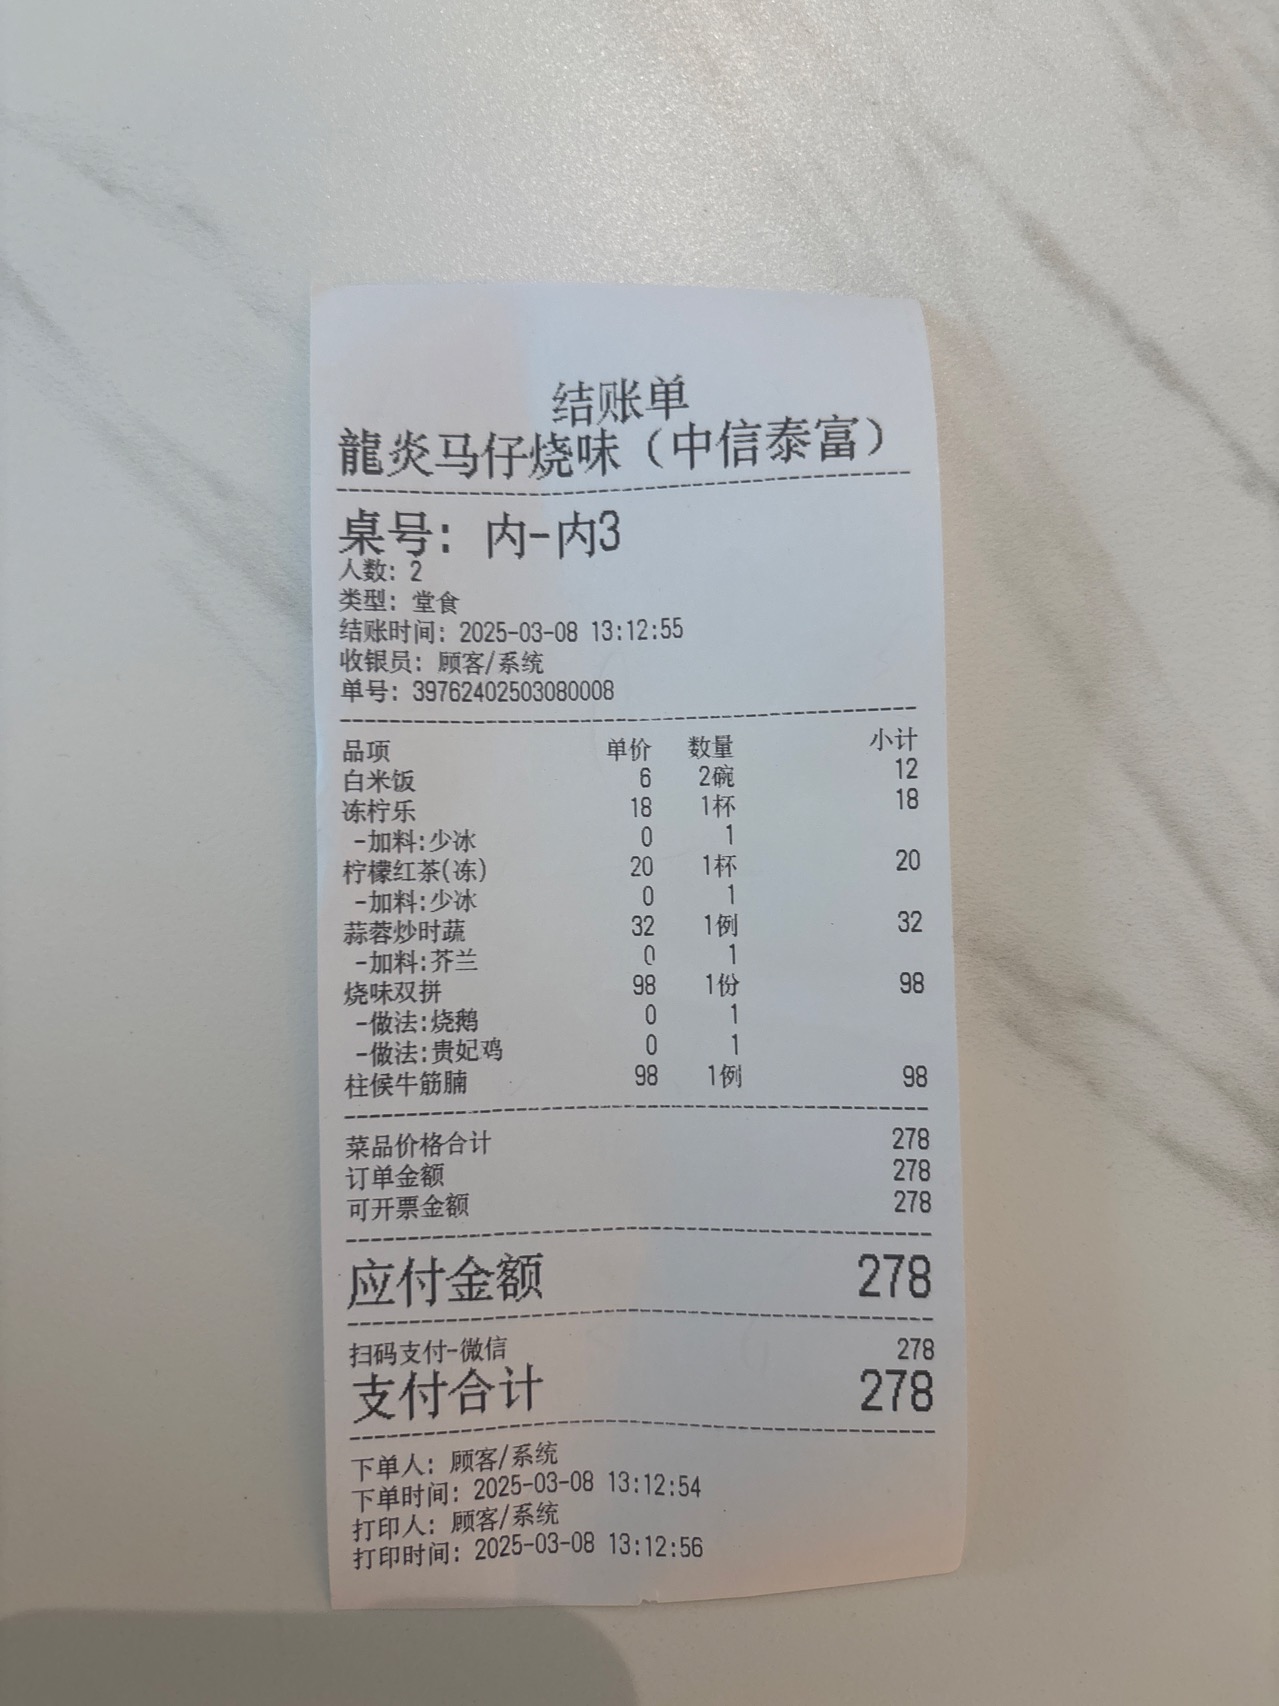 结账单
龍炎马仔烧味（中信泰富）
桌号: 内-内3
人数: 2
类型: 堂食
结账时间: 2025-03-08 13:12:55
收银员: 顾客/系统
单号: 39762402503080008
品项 单价 数量 小计
白米饭 6 2碗 12
冻柠乐 18 1杯 18
-加料:少冰 0 1
柠檬红茶(冻) 20 1杯 20
-加料:少冰 0 1
蒜蓉炒时蔬 32 1例 32
-加料:芥兰 0 1
烧味双拼 98 1份 98
-做法:烧鹅 0 1
-做法:贵妃鸡 0 1
柱侯牛筋腩 98 1例 98
菜品价格合计 278
订单金额 278
可开票金额 278
应付金额 278
扫码支付-微信 278
支付合计 278
下单人: 顾客/系统
下单时间: 2025-03-08 13:12:54
打印人: 顾客/系统
打印时间: 2025-03-08 13:12:56